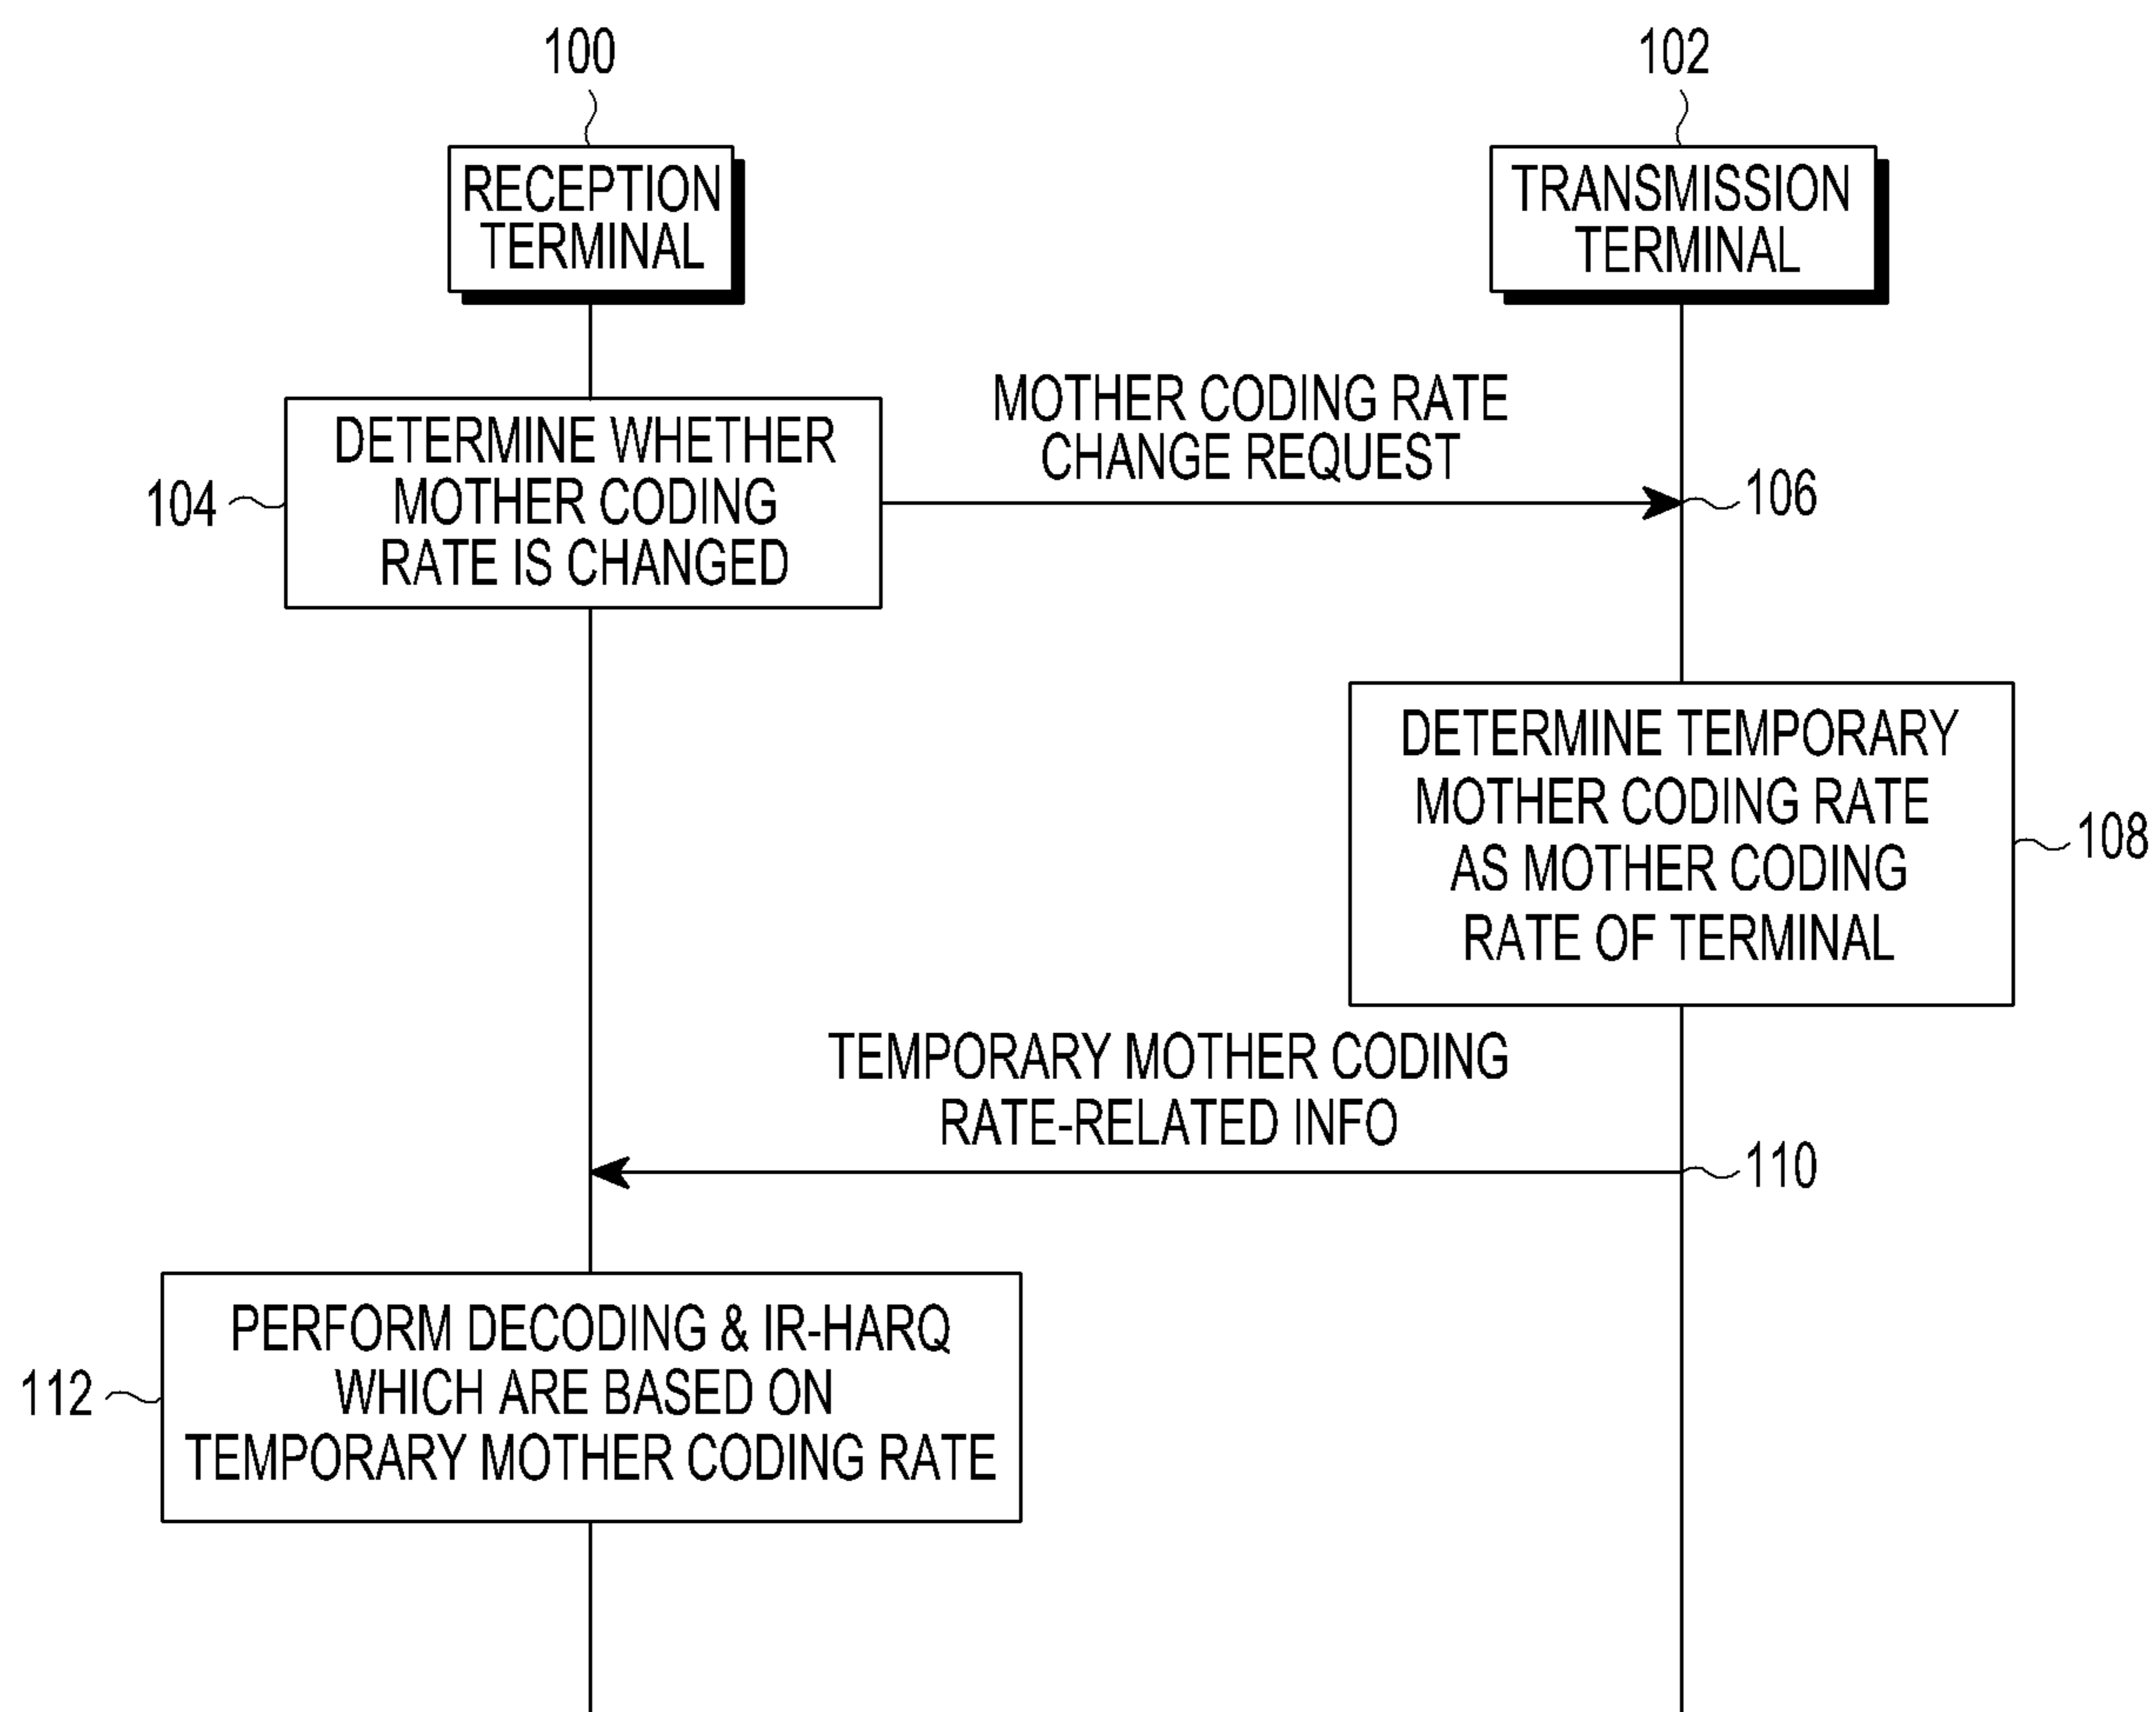 100
102
RECEPTION
TERMINAL
TRANSMISSION
TERMINAL
MOTHER CODING RATE
CHANGE REQUEST
104
DETERMINE WHETHER
MOTHER CODING
RATE IS CHANGED
106
DETERMINE TEMPORARY
MOTHER CODING RATE
AS MOTHER CODING
RATE OF TERMINAL
108
TEMPORARY MOTHER CODING
RATE-RELATED INFO
110
112
PERFORM DECODING & IR-HARQ
WHICH ARE BASED ON
TEMPORARY MOTHER CODING RATE